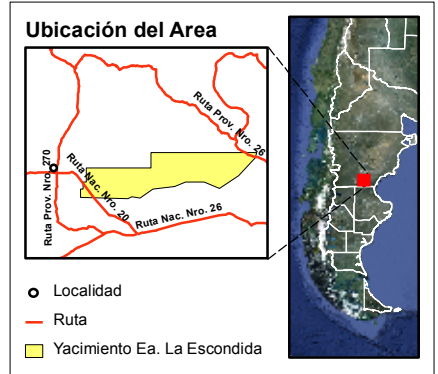 Ubicación del Area
Ruta Prov. Nro. 26
Ruta Prov. Nro. 270
Ruta Nac. Nro. 20
Ruta Nac. Nro. 26
Localidad
Ruta
Yacimiento Ea. La Escondida